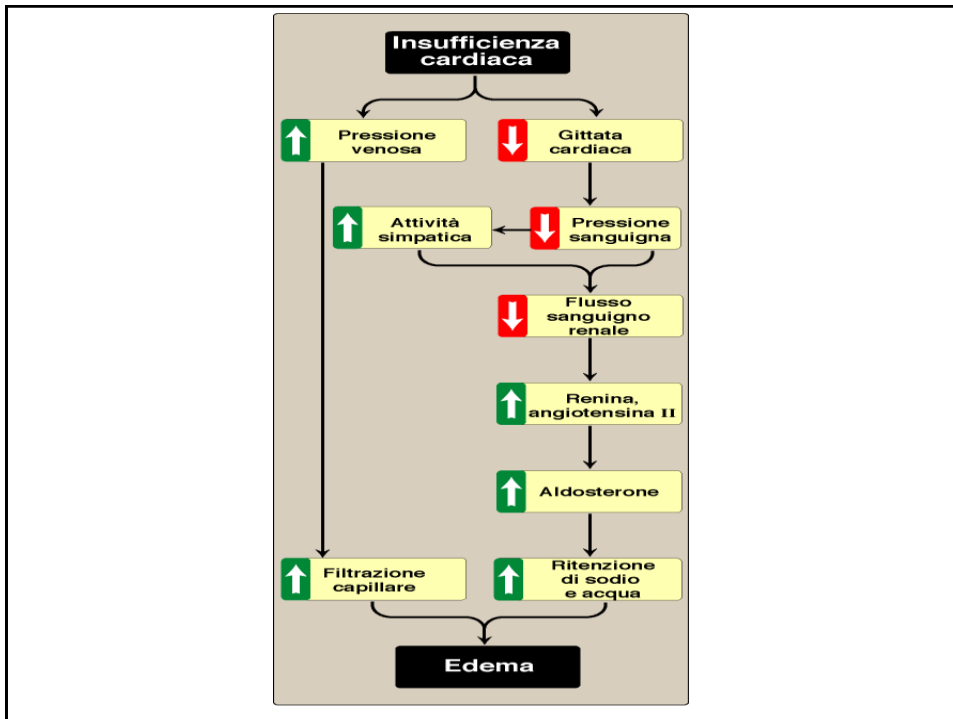 Insufficienza
cardiaca
Pressione
venosa
Gittata
cardiaca
Attività
simpatica
Pressione
sanguigna
Flusso
sanguigno
renale
Renina,
angiotensina II
Aldosterone
Filtrazione
capillare
Ritenzione
di sodio
e acqua
Edema